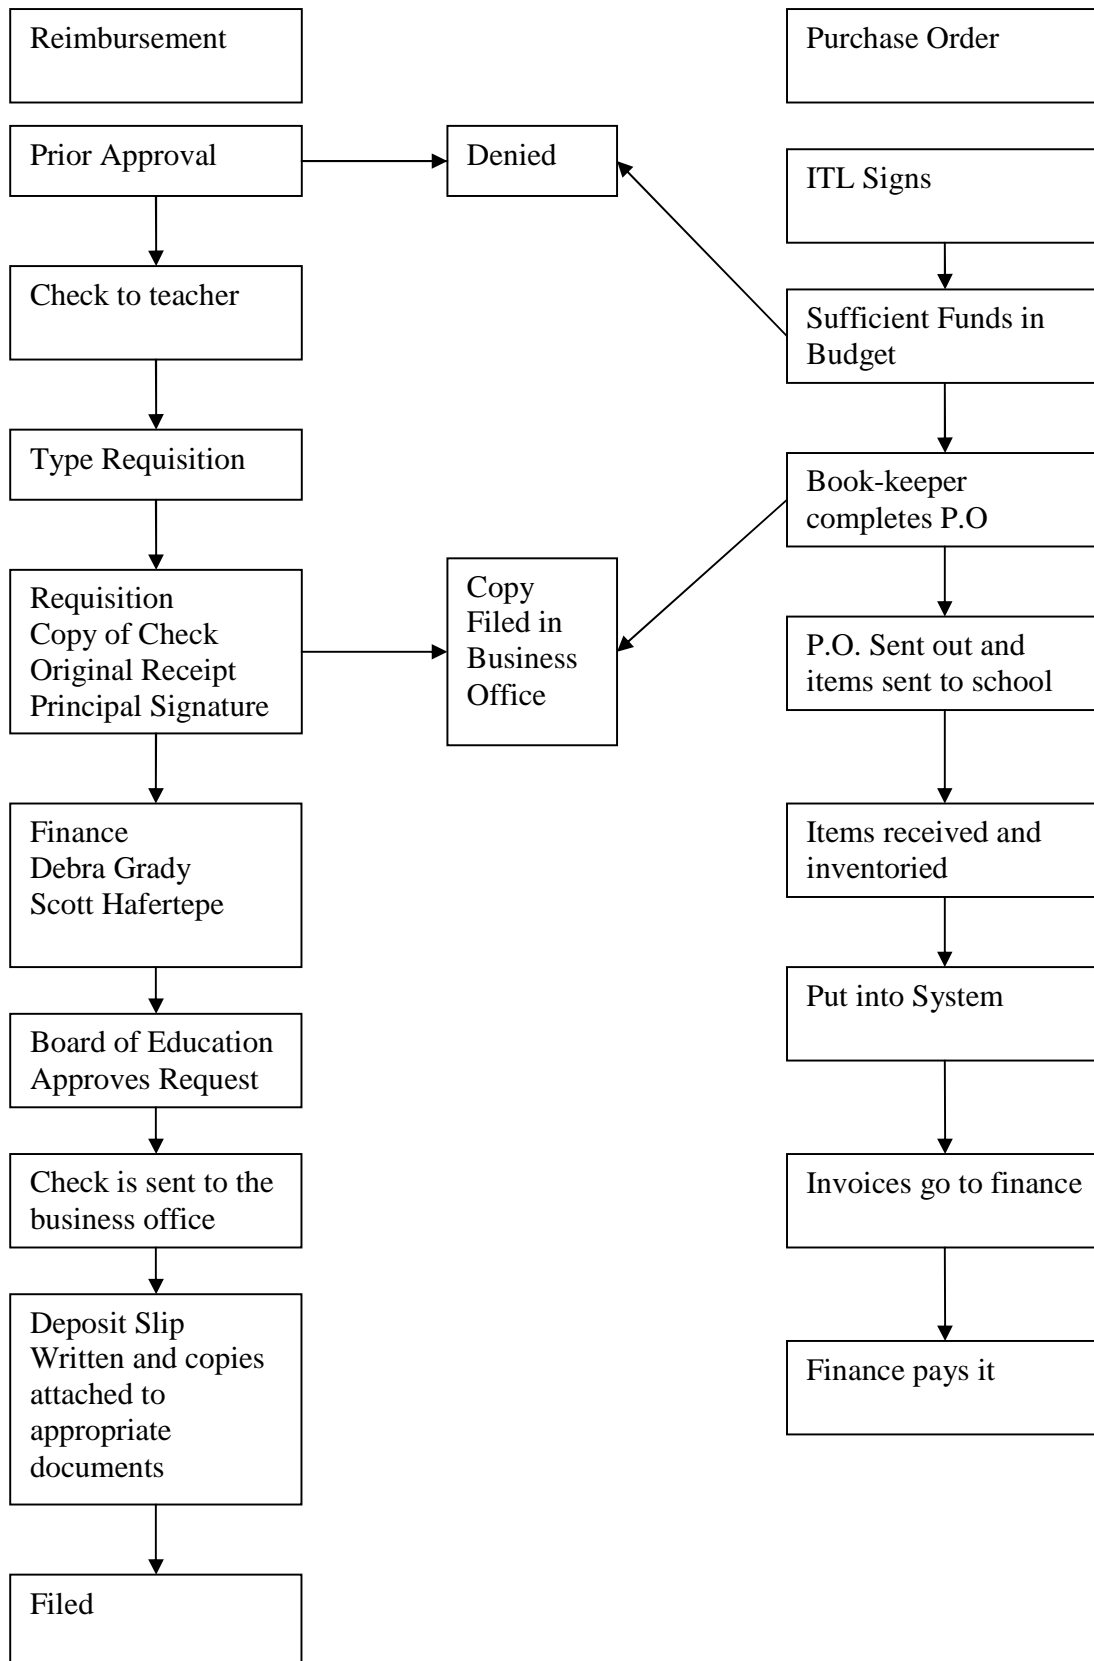 Reimbursement
Purchase Order
Prior Approval
Denied
ITL Signs
Check to teacher
Sufficient Funds in
Budget
Type Requisition
Book-keeper
completes P.O
Requisition
Copy of Check
Original Receipt
Principal Signature
Copy
Filed in
Business
Office
P.O. Sent out and
items sent to school
Finance
Debra Grady
Scott Hafertepe
Items received and
inventoried
Board of Education
Approves Request
Put into System
Check is sent to the
business office
Invoices go to finance
Deposit Slip
Written and copies
attached to
appropriate
documents
Finance pays it
Filed